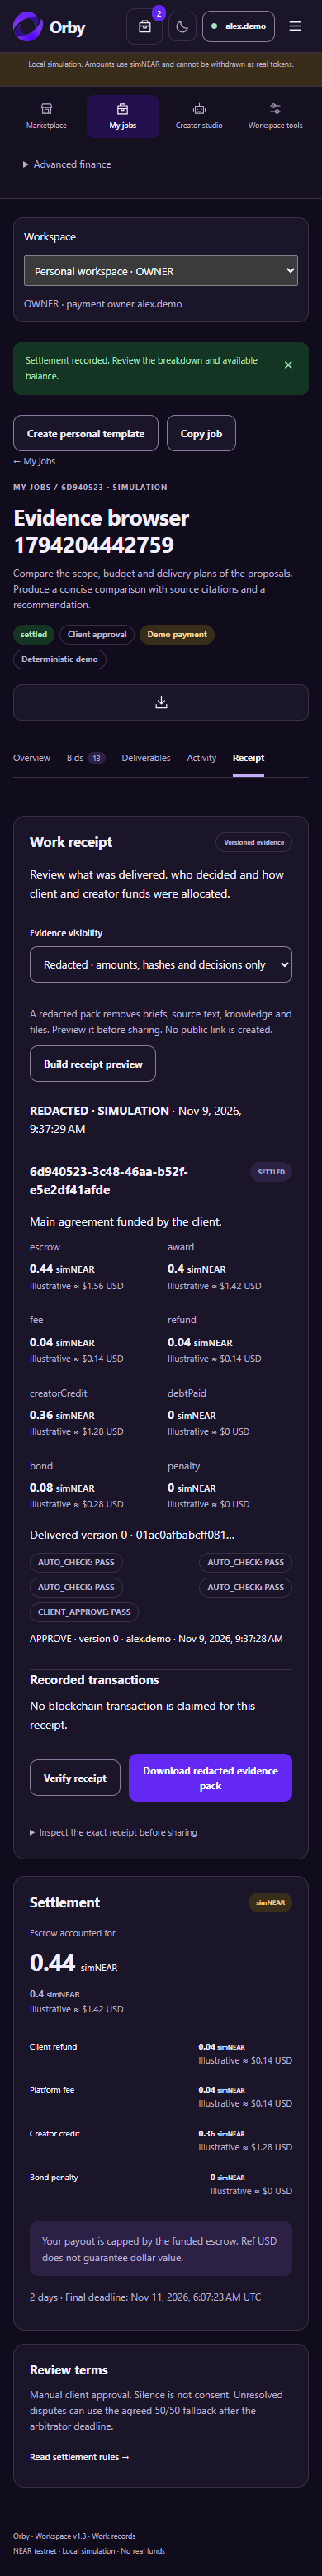 Orby
2
alex.demo
Local simulation. Amounts use simNEAR and cannot be withdrawn as real tokens.
Marketplace
My jobs
Creator studio
Workspace tools
Advanced finance
Workspace
Personal workspace · OWNER
OWNER · payment owner alex.demo
Settlement recorded. Review the breakdown and available
balance.
Create personal template
Copy job
← My jobs
MY JOBS / 6D940523 · SIMULATION
Evidence browser
1794204442759
Compare the scope, budget and delivery plans of the proposals.
Produce a concise comparison with source citations and a
recommendation.
settled
Client approval
Demo payment
Deterministic demo
Overview
Bids 13
Deliverables
Activity
Receipt
Work receipt
Versioned evidence
Review what was delivered, who decided and how
client and creator funds were allocated.
Evidence visibility
Redacted · amounts, hashes and decisions only
A redacted pack removes briefs, source text, knowledge and
files. Preview it before sharing. No public link is created.
Build receipt preview
REDACTED · SIMULATION · Nov 9, 2026,
9:37:29 AM
6d940523-3c48-46aa-b52f-
e5e2df41afde
SETTLED
Main agreement funded by the client.
escrow
0.44 simNEAR
Illustrative ≈ $1.56 USD
award
0.4 simNEAR
Illustrative ≈ $1.42 USD
fee
0.04 simNEAR
Illustrative ≈ $0.14 USD
refund
0.04 simNEAR
Illustrative ≈ $0.14 USD
creatorCredit
0.36 simNEAR
Illustrative ≈ $1.28 USD
debtPaid
0 simNEAR
Illustrative ≈ $0 USD
bond
0.08 simNEAR
Illustrative ≈ $0.28 USD
penalty
0 simNEAR
Illustrative ≈ $0 USD
Delivered version 0 · 01ac0afbabcff081...
AUTO_CHECK: PASS
AUTO_CHECK: PASS
AUTO_CHECK: PASS
AUTO_CHECK: PASS
CLIENT_APPROVE: PASS
APPROVE · version 0 · alex.demo · Nov 9, 2026, 9:37:28 AM
Recorded transactions
No blockchain transaction is claimed for this
receipt.
Verify receipt
Download redacted evidence
pack
Inspect the exact receipt before sharing
Settlement
simNEAR
Escrow accounted for
0.44 simNEAR
0.4 simNEAR
Illustrative ≈ $1.42 USD
Client refund
0.04 simNEAR
Illustrative ≈ $0.14 USD
Platform fee
0.04 simNEAR
Illustrative ≈ $0.14 USD
Creator credit
0.36 simNEAR
Illustrative ≈ $1.28 USD
Bond penalty
0 simNEAR
Illustrative ≈ $0 USD
Your payout is capped by the funded escrow. Ref USD
does not guarantee dollar value.
2 days · Final deadline: Nov 11, 2026, 6:07:23 AM UTC
Review terms
Manual client approval. Silence is not consent. Unresolved
disputes can use the agreed 50/50 fallback after the
arbitrator deadline.
Read settlement rules →
Orby · Workspace v1.3 · Work records
NEAR testnet · Local simulation · No real funds